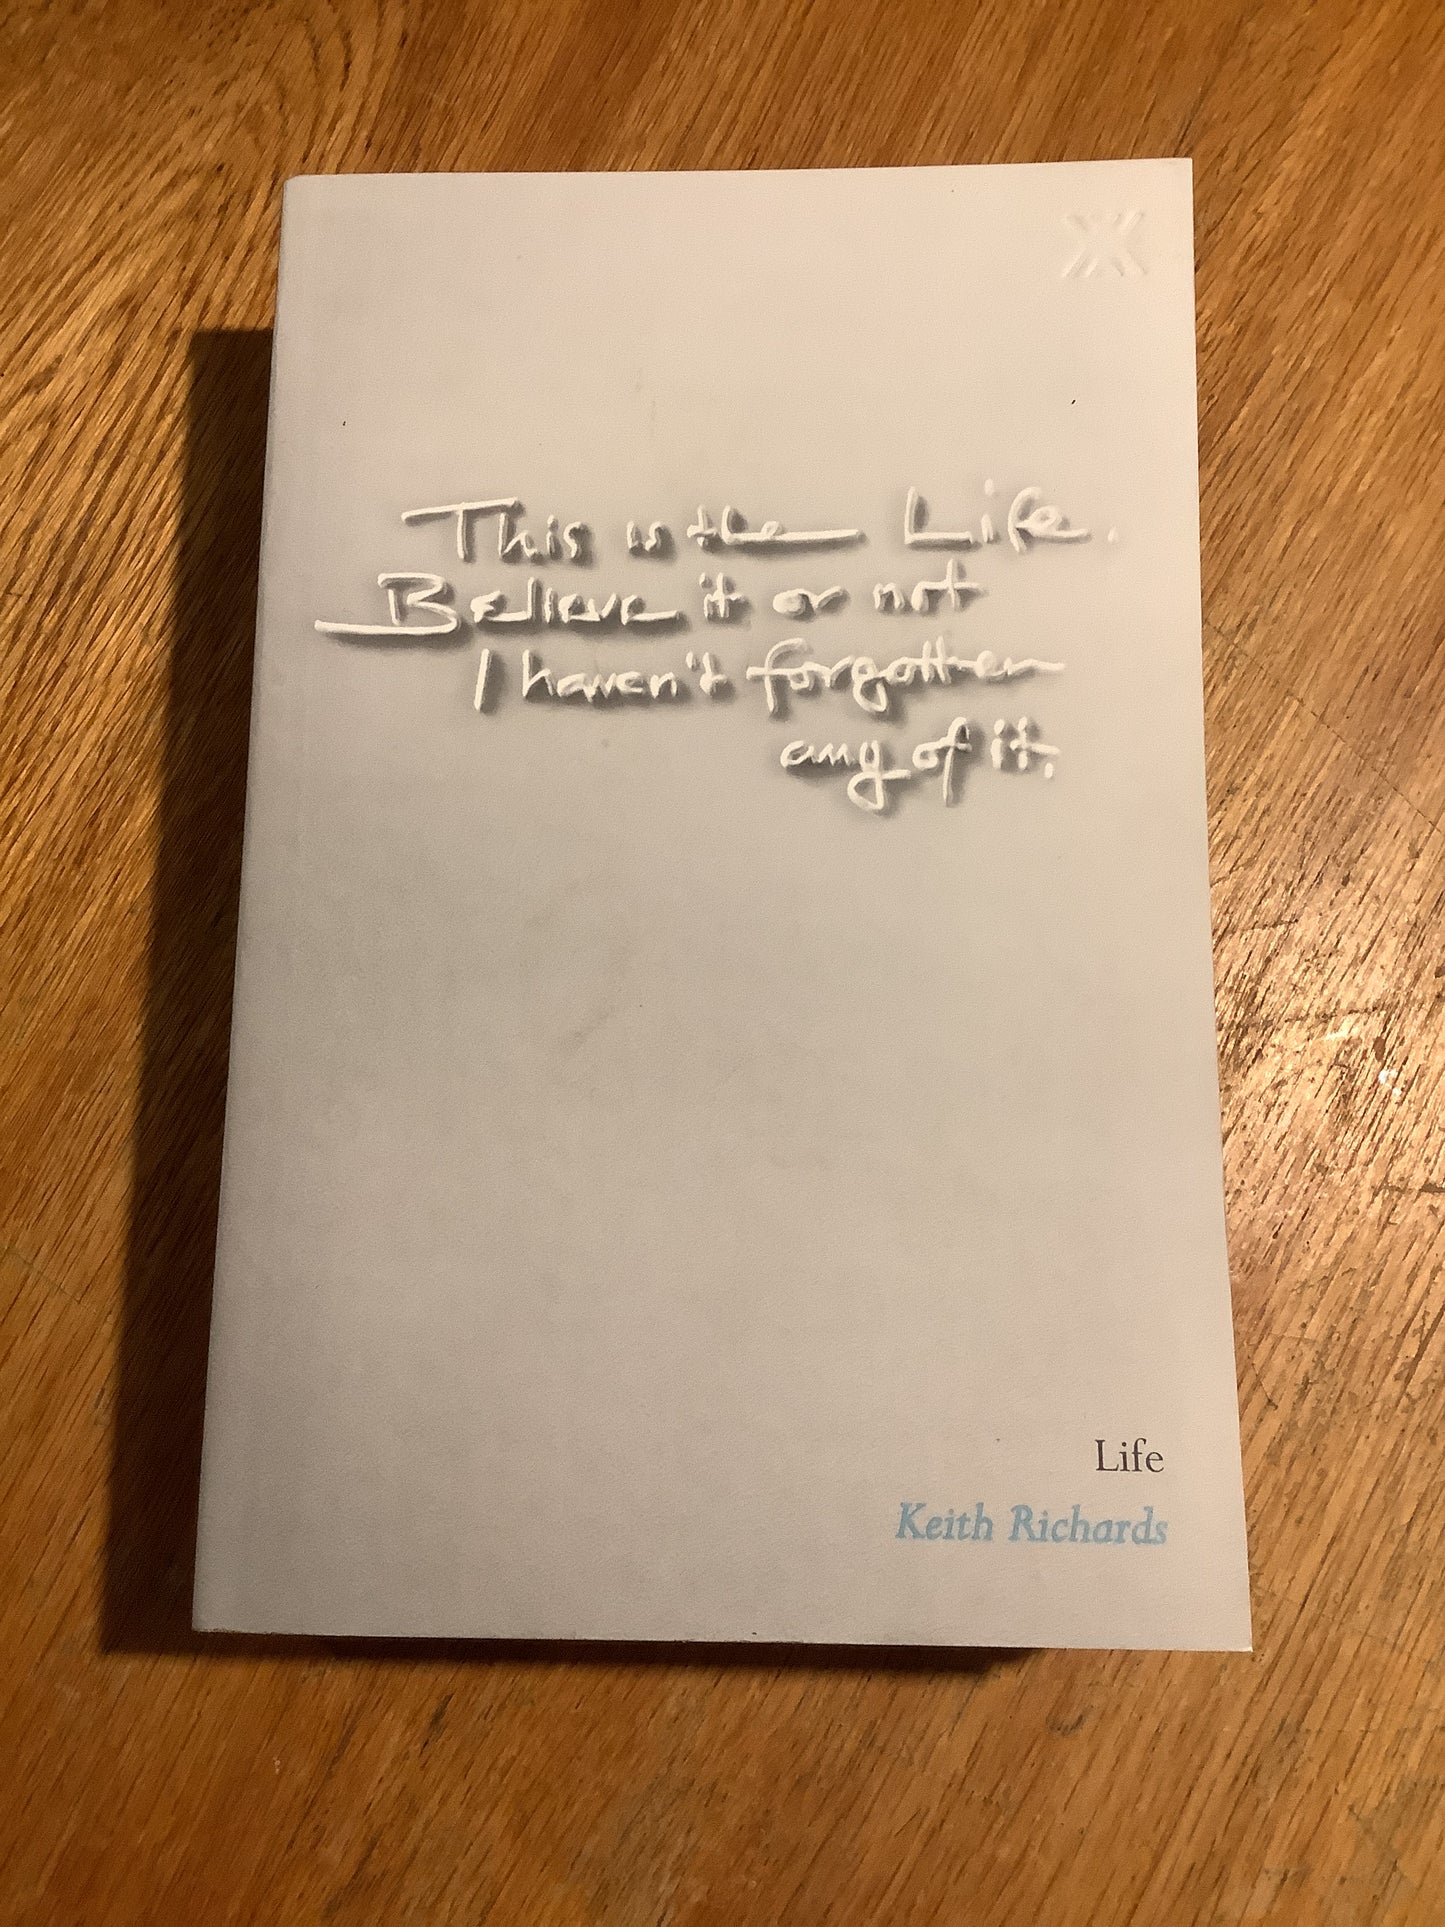 This is the Life.
Believe it or not
I haven't forgotten
any of it.
Life
Keith Richards